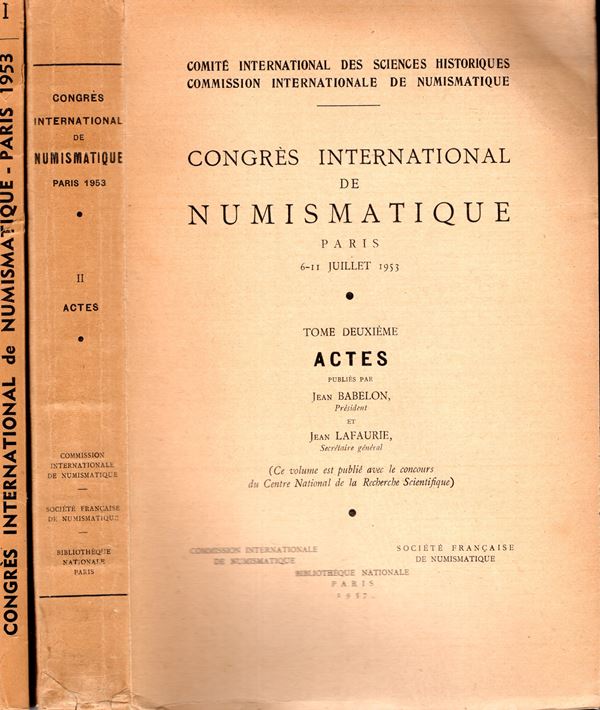 I
CONGRÈS INTERNATIONAL de NUMISMATIQUE - PARIS 1953
CONGRÈS
INTERNATIONAL
DE
NUMISMATIQUE
PARIS 1953
II
ACTES
COMMISSION
INTERNATIONALE
DE NUMISMATIQUE
SOCIÉTÉ FRANÇAISE
DE NUMISMATIQUE
BIBLIOTHÈQUE
NATIONALE
PARIS
COMITÉ INTERNATIONAL DES SCIENCES HISTORIQUES
COMMISSION INTERNATIONALE DE NUMISMATIQUE
CONGRÈS INTERNATIONAL
DE
NUMISMATIQUE
PARIS
6-11 JUILLET 1953
TOME DEUXIÈME
ACTES
PUBLIÉS PAR
JEAN BABELON,
Président
ET
JEAN LAFAURIE,
Secrétaire général
(Ce volume est publié avec le concours
du Centre National de la Recherche Scientifique)
COMMISSION INTERNATIONALE
DE NUMISMATIQUE
SOCIÉTÉ FRANÇAISE
DE NUMISMATIQUE
BIBLIOTHÈQUE NATIONALE
PARIS
1957